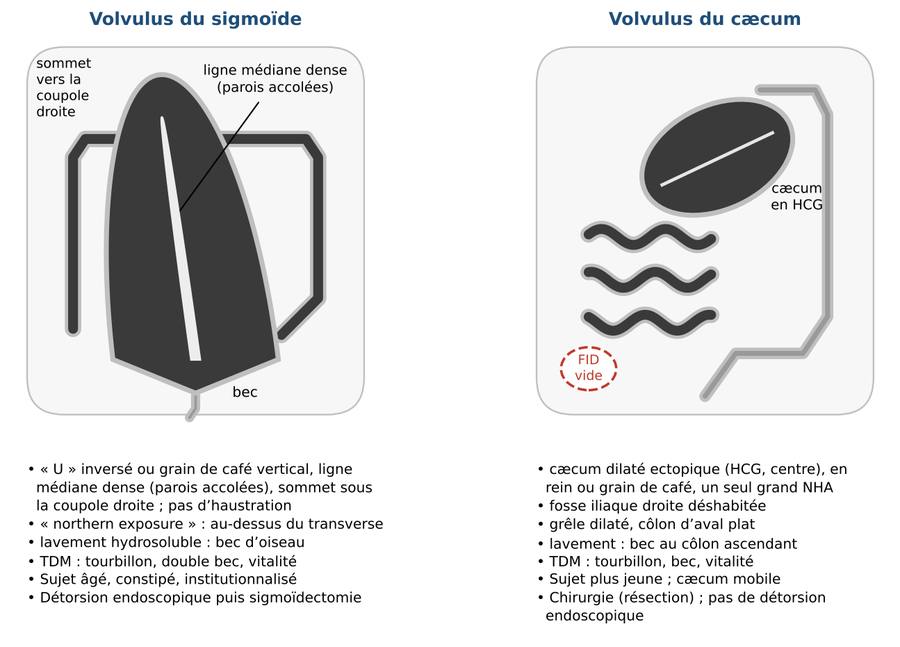 Volvulus du sigmoïde
sommet
vers la
coupole
droite
ligne médiane dense
(parois accolées)
bec
• « U » inversé ou grain de café vertical, ligne
médiane dense (parois accolées), sommet sous
la coupole droite ; pas d’haustration
• « northern exposure » : au-dessus du transverse
• lavement hydrosoluble : bec d’oiseau
• TDM : tourbillon, double bec, vitalité
• Sujet âgé, constipé, institutionnalisé
• Détorsion endoscopique puis sigmoïdectomie
Volvulus du cæcum
cæcum
en HCG
FID
vide
• cæcum dilaté ectopique (HCG, centre), en
rein ou grain de café, un seul grand NHA
• fosse iliaque droite déshabitée
• grêle dilaté, côlon d’aval plat
• lavement : bec au côlon ascendant
• TDM : tourbillon, bec, vitalité
• Sujet plus jeune ; cæcum mobile
• Chirurgie (résection) ; pas de détorsion
endoscopique